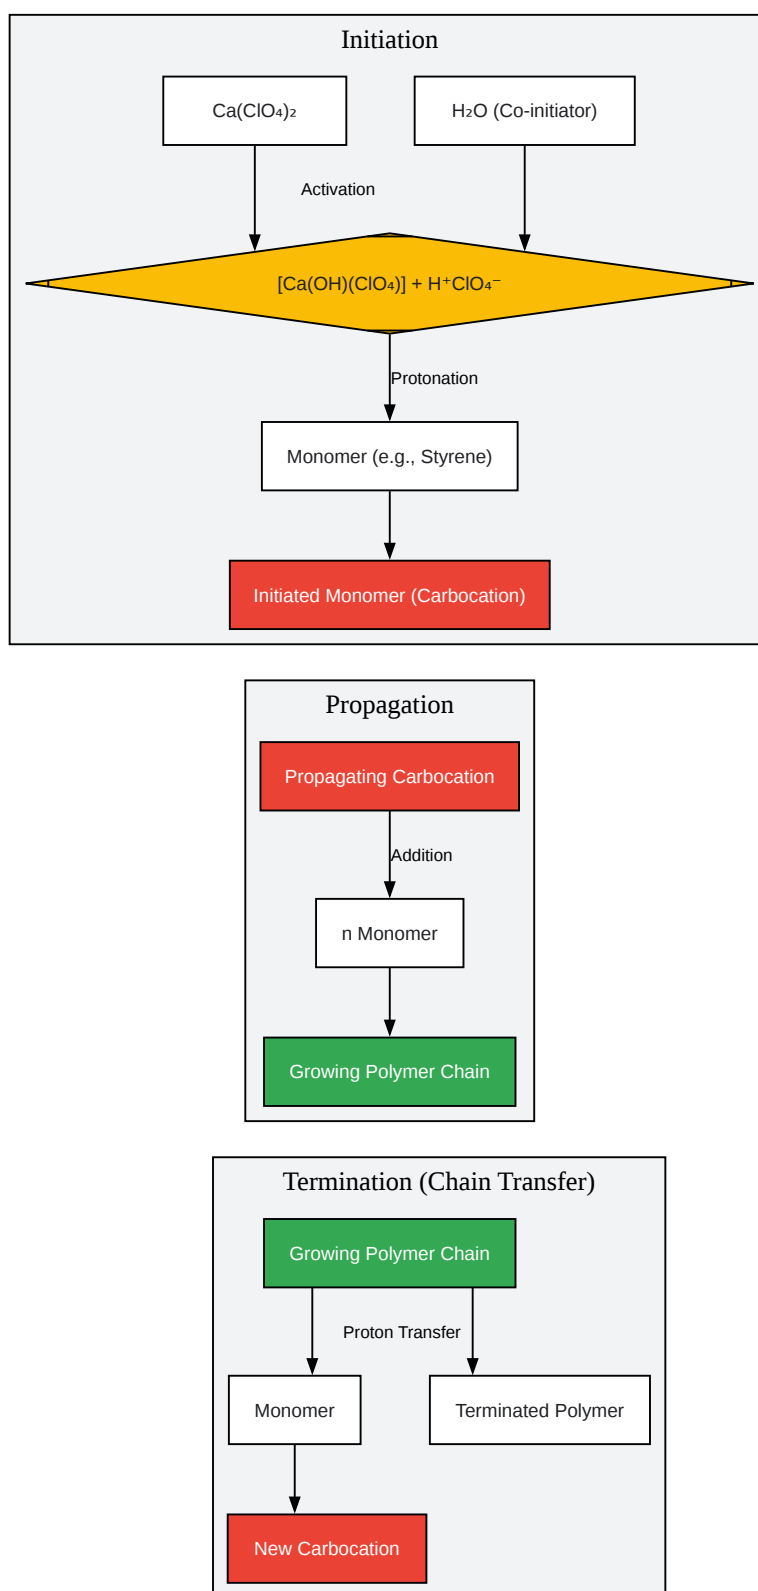 Initiation
Ca(ClO₄)₂
H₂O (Co-initiator)
Activation
[Ca(OH)(ClO₄)] + H⁺ClO₄⁻
Protonation
Monomer (e.g., Styrene)
Initiated Monomer (Carbocation)
Propagation
Propagating Carbocation
Addition
n Monomer
Growing Polymer Chain
Termination (Chain Transfer)
Growing Polymer Chain
Proton Transfer
Monomer
Terminated Polymer
New Carbocation